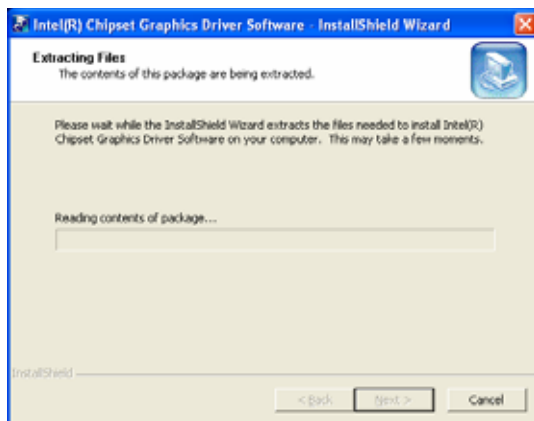 Intel(R) Chipset Graphics Driver Software - InstallShield Wizard
Extracting Files
The contents of this package are being extracted.
Please wait while the InstallShield Wizard extracts the files needed to install Intel(R)
Chipset Graphics Driver Software on your computer.  This may take a few moments.
Reading contents of package...
InstallShield
< Back
Next >
Cancel